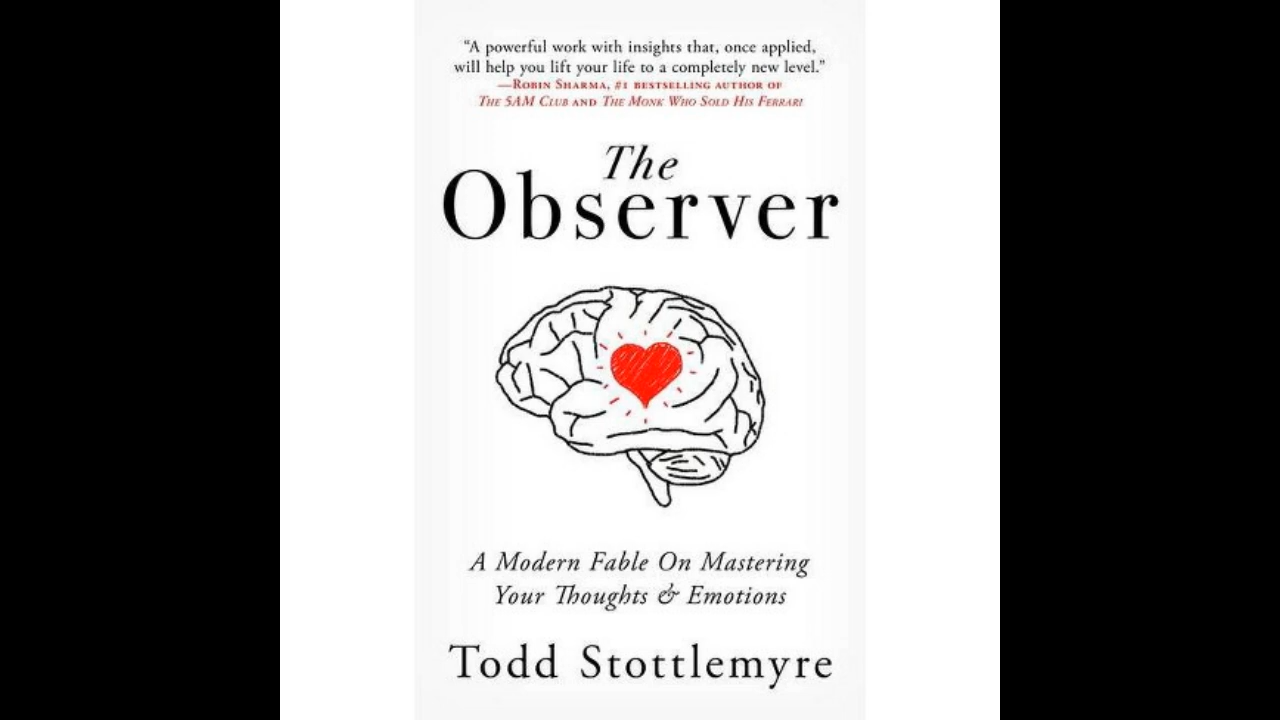 “A powerful work with insights that, once applied,
will help you lift your life to a completely new level.”
—Robin Sharma, #1 bestselling author of
The 5AM Club and The Monk Who Sold His Ferrari
The
Observer
A Modern Fable On Mastering
Your Thoughts & Emotions
Todd Stottlemyre